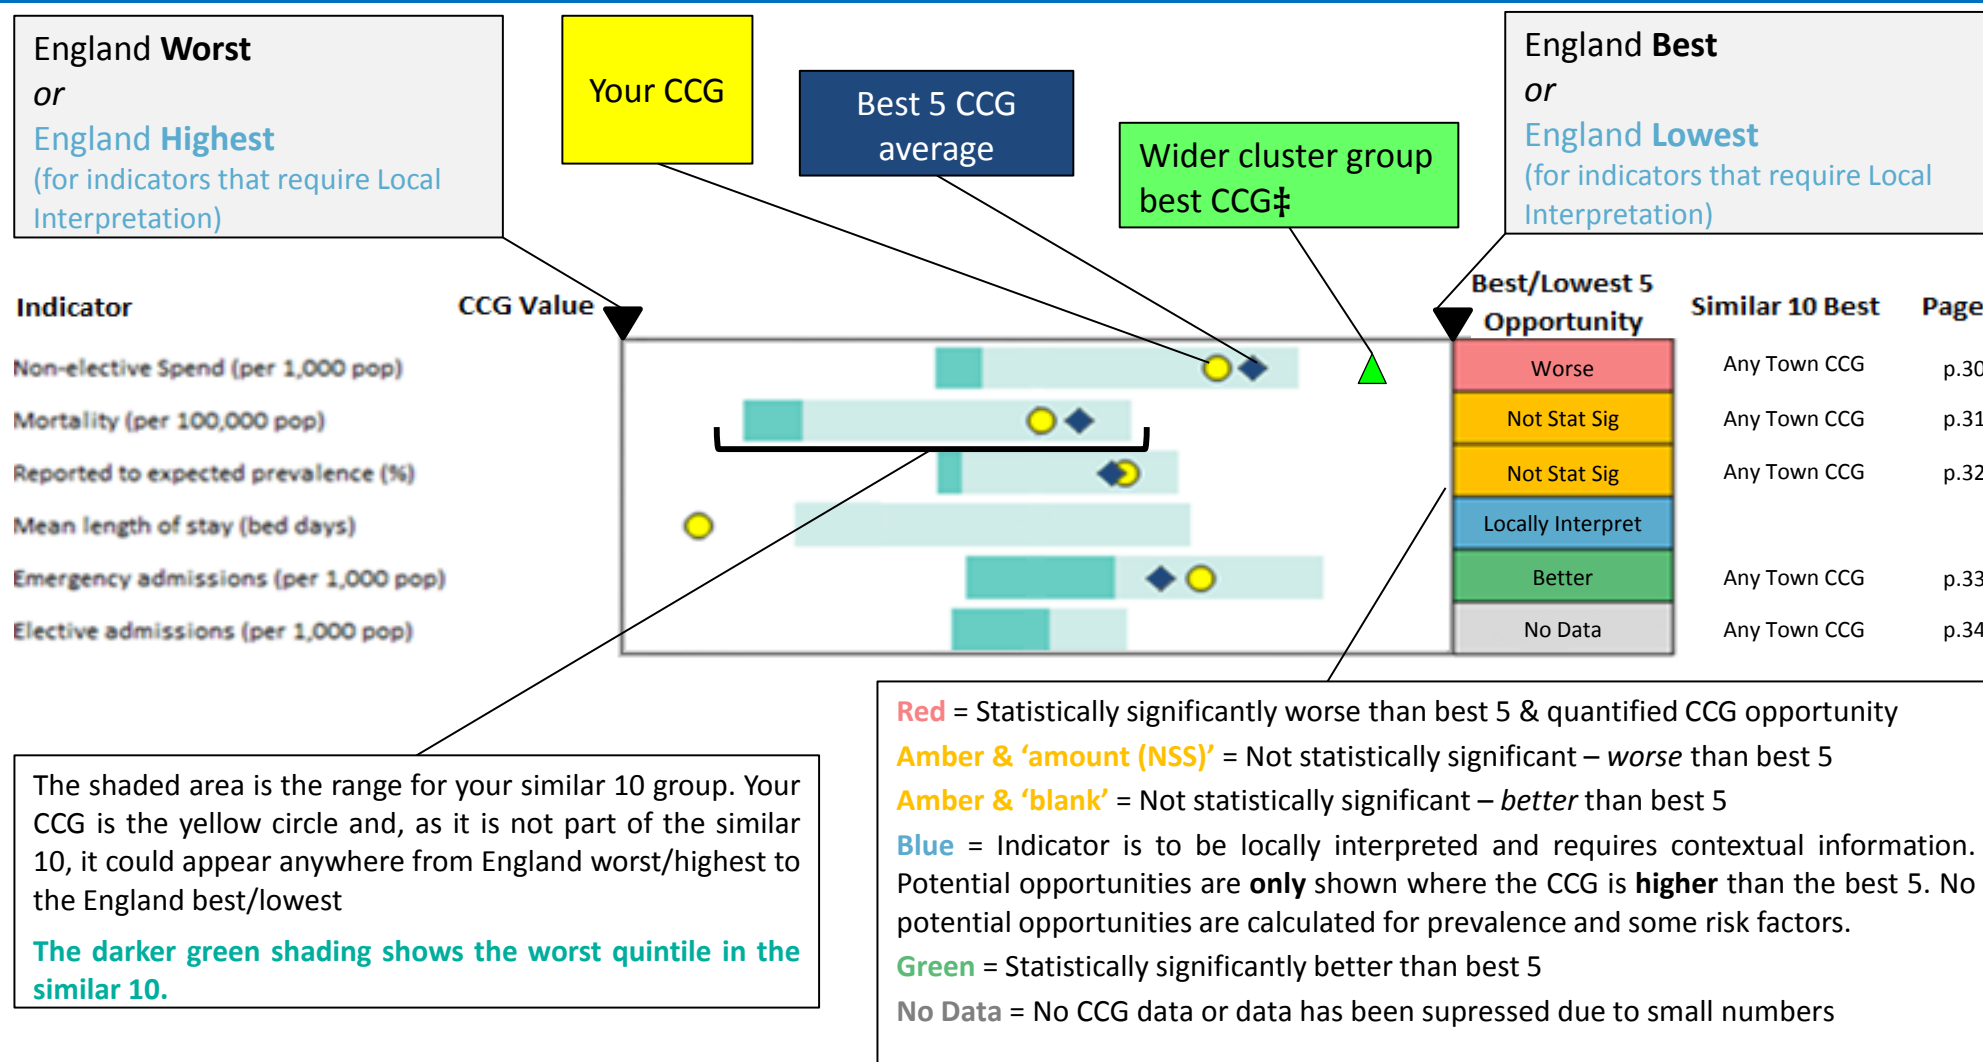 England Worst
or
England Highest
(for indicators that require Local
Interpretation)
Your CCG
Best 5 CCG
average
Wider cluster group
best CCG‡
England Best
or
England Lowest
(for indicators that require Local
Interpretation)
Indicator CCG Value Best/Lowest 5 Opportunity Similar 10 Best Page
Non-elective Spend (per 1,000 pop) Worse Any Town CCG p.30
Mortality (per 100,000 pop) Not Stat Sig Any Town CCG p.31
Reported to expected prevalence (%) Not Stat Sig Any Town CCG p.32
Mean length of stay (bed days) Locally Interpret
Emergency admissions (per 1,000 pop) Better Any Town CCG p.33
Elective admissions (per 1,000 pop) No Data Any Town CCG p.34
The shaded area is the range for your similar 10 group. Your
CCG is the yellow circle and, as it is not part of the similar
10, it could appear anywhere from England worst/highest to
the England best/lowest
The darker green shading shows the worst quintile in the
similar 10.
Red = Statistically significantly worse than best 5 & quantified CCG opportunity
Amber & ‘amount (NSS)’ = Not statistically significant – worse than best 5
Amber & ‘blank’ = Not statistically significant – better than best 5
Blue = Indicator is to be locally interpreted and requires contextual information.
Potential opportunities are only shown where the CCG is higher than the best 5. No
potential opportunities are calculated for prevalence and some risk factors.
Green = Statistically significantly better than best 5
No Data = No CCG data or data has been supressed due to small numbers